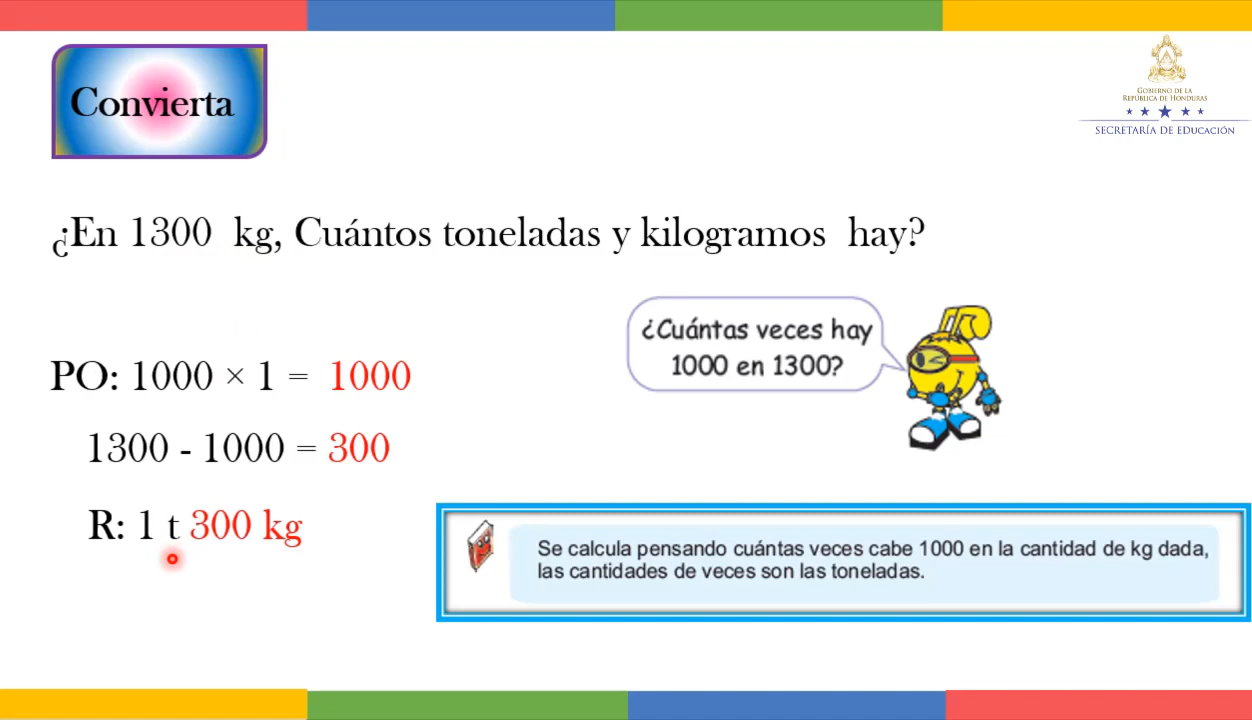 Convierta
GOBIERNO DE LA
REPÚBLICA DE HONDURAS
SECRETARÍA DE EDUCACIÓN
¿En 1300 kg, Cuántos toneladas y kilogramos hay?
¿Cuántas veces hay
1000 en 1300?
PO: 1000 × 1 = 1000
1300 - 1000 = 300
R: 1 t 300 kg
Se calcula pensando cuántas veces cabe 1000 en la cantidad de kg dada,
las cantidades de veces son las toneladas.